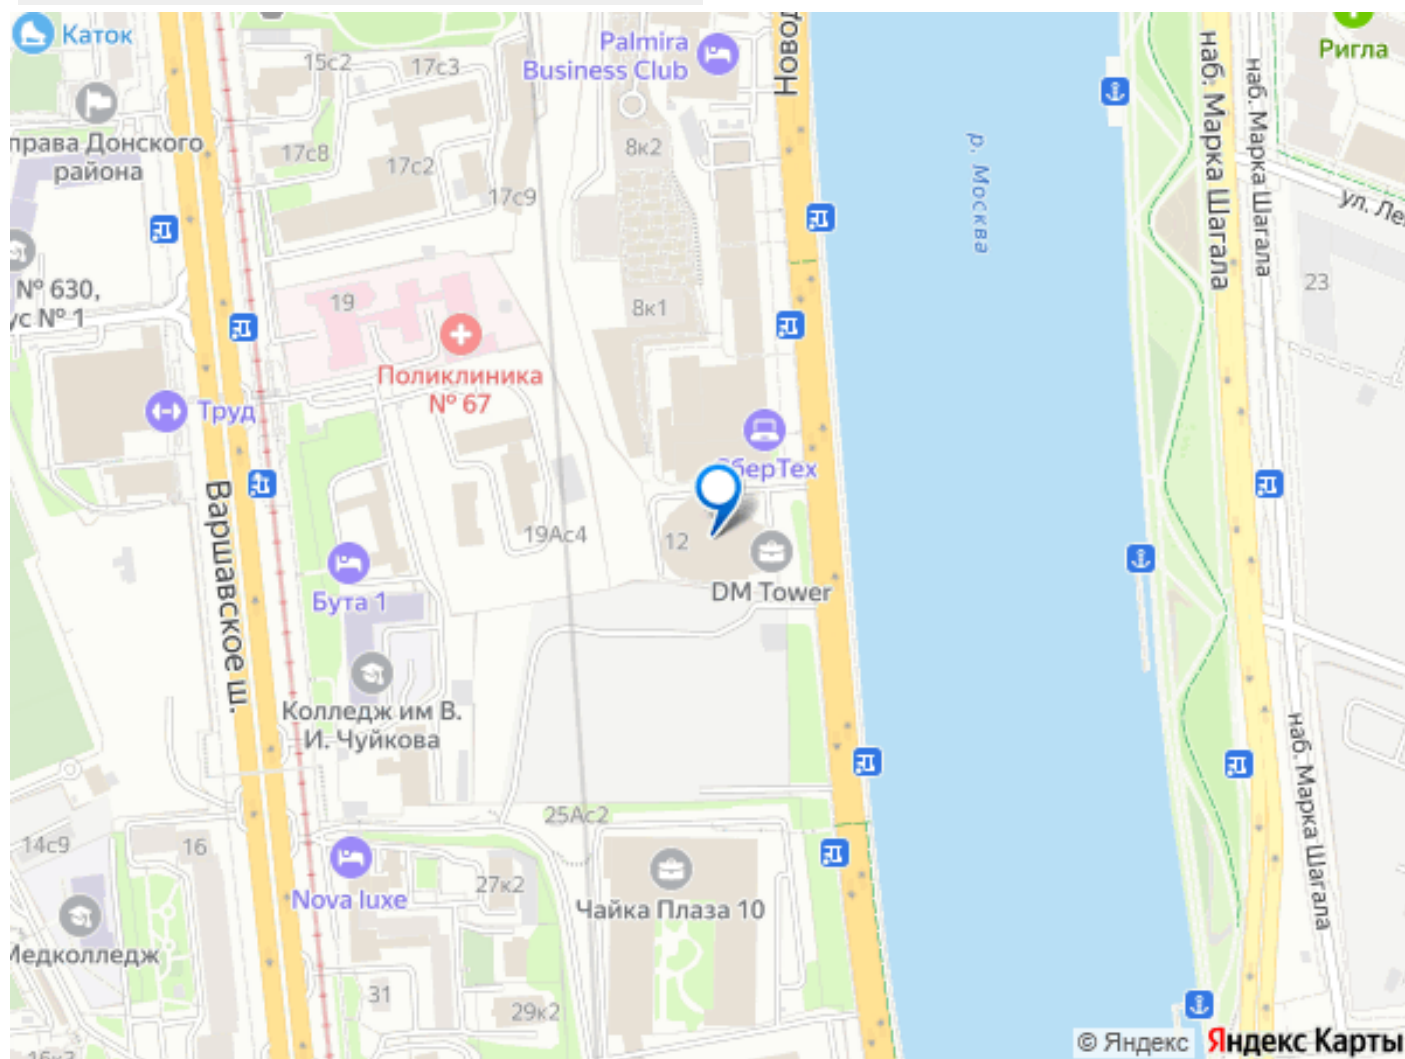 Каток
15с2
17с3
Palmira
Business Club
Новод
наб. Марка Шагала
наб. Марка Шагала
Ригла
права Донского
района
17с8
17с2
17с9
8к2
р. Москва
ул. Ле
№ 630,
ус № 1
19
8к1
23
Поликлиника
№ 67
Труд
берТех
Варшавское ш.
19Ас4
12
DM Tower
Бута 1
Колледж им В.
И. Чуйкова
наб. Марка Шагала
25Ас2
14с9
16
Nova luxe
27к2
Чайка Плаза 10
Медколледж
31
29к2
© Яндекс
Яндекс Карты